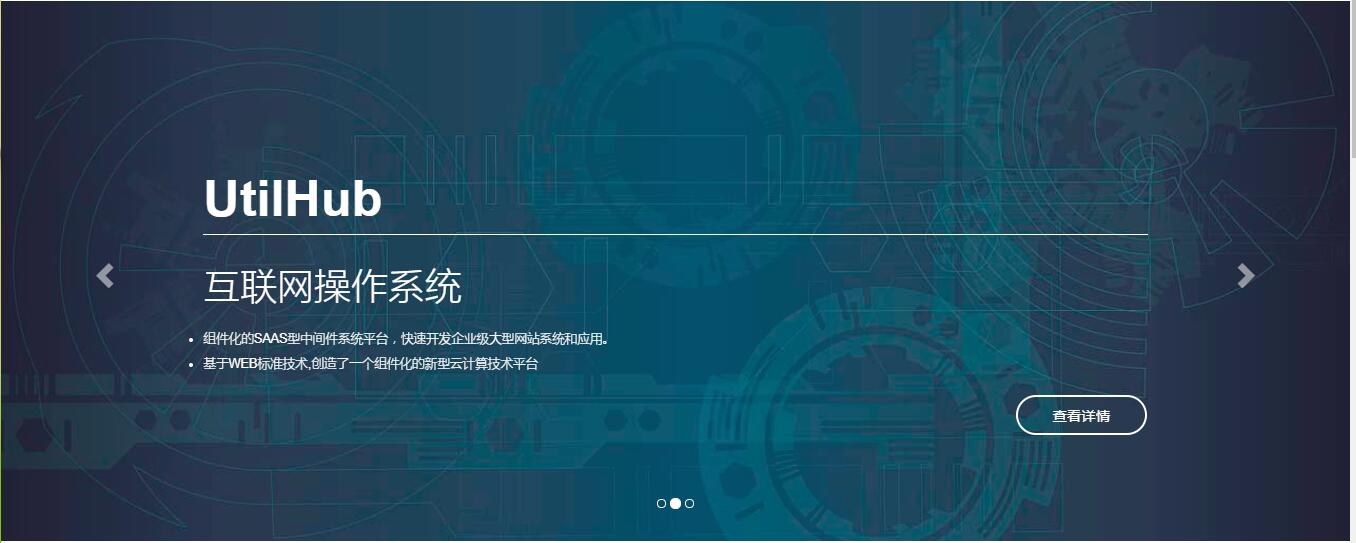 UtilHub
互联网操作系统
组件化的SAAS型中间件系统平台，快速开发企业级大型网站系统和应用。
基于WEB标准技术,创造了一个组件化的新型云计算技术平台
查看详情